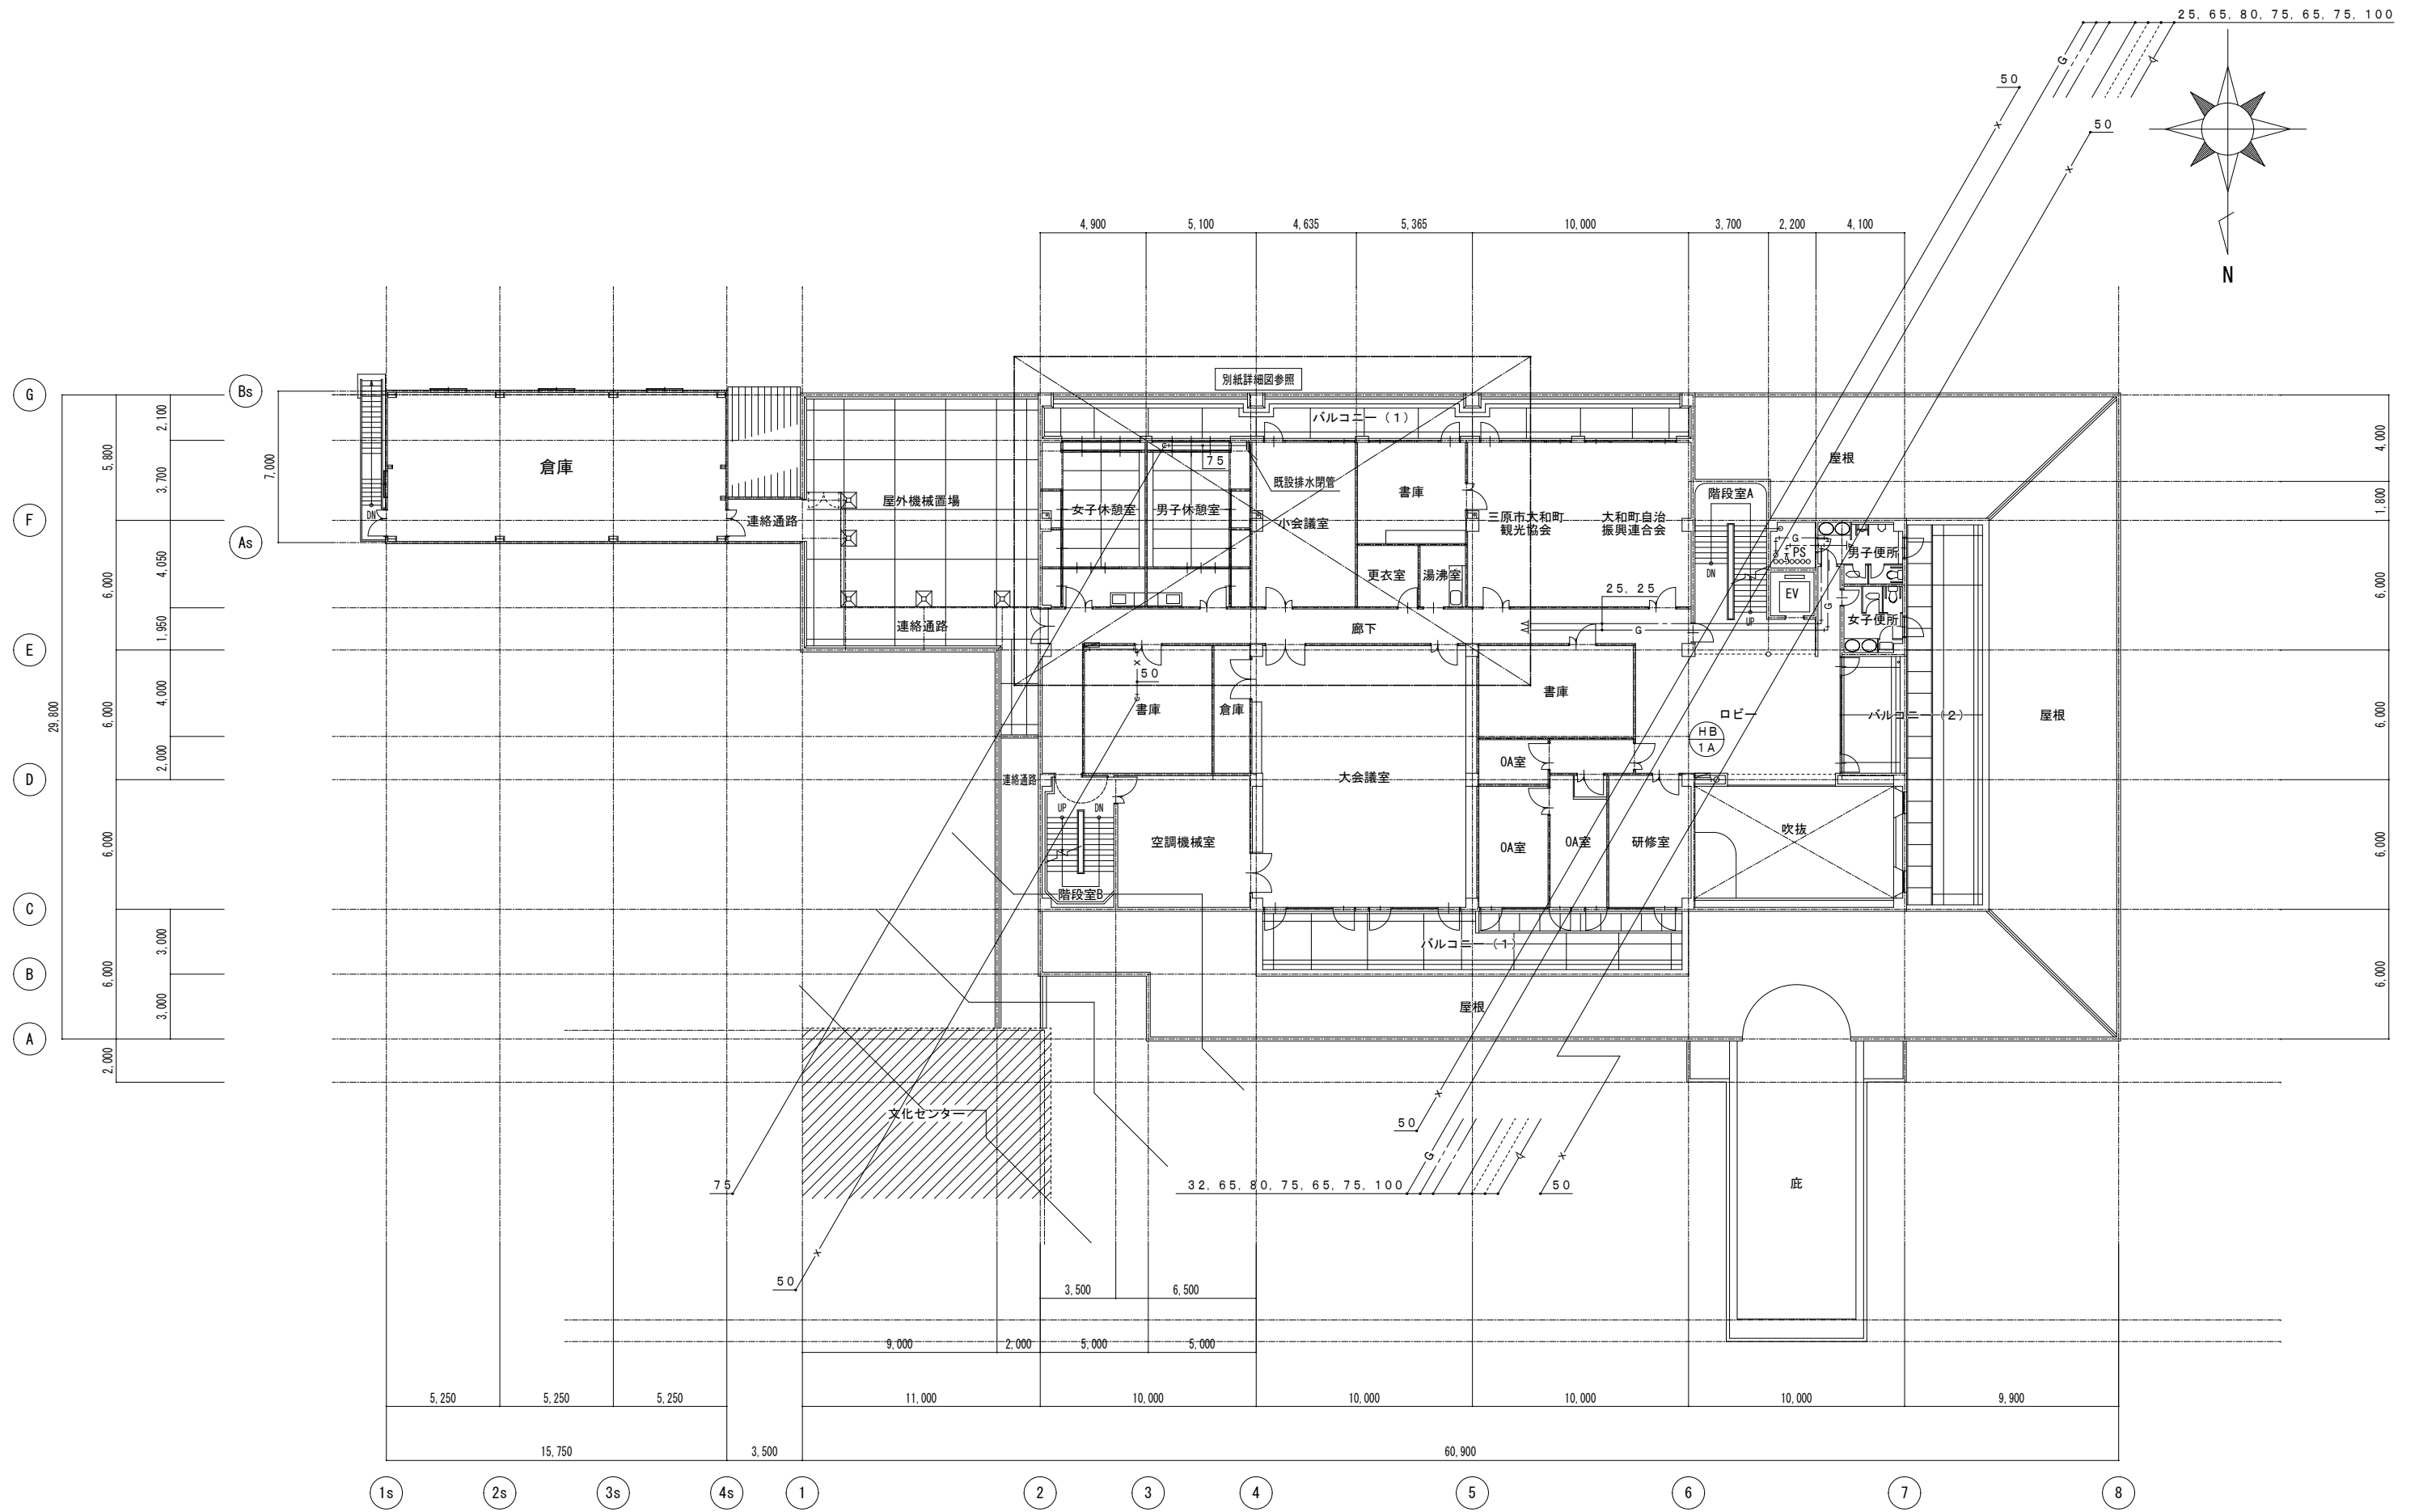 25, 65, 80, 75, 65, 75, 100
G
50
50
N
4,900
5,100
4,635
5,365
10,000
3,700
2,200
4,100
別紙詳細図参照
G
Bs
バルコニー(1)
倉庫
屋外機械置場
75
既設排水閉管
書庫
屋根
階段室A
女子休憩室
男子休憩室
小会議室
三原市大和町
観光協会
大和町自治
振興連合会
連絡通路
DN
F
As
G
PS
男子便所
更衣室
湯沸室
DN
EV
25, 25
G
女子便所
UP
連絡通路
廊下
G
E
50
書庫
倉庫
書庫
ロビー
HB
1A
バルコニー(2)
屋根
OA室
大会議室
連絡通路
D
UP
DN
空調機械室
階段室B
OA室
OA室
研修室
吹抜
C
バルコニー(1)
B
屋根
A
文化センター
50
G
75
32, 65, 80, 75, 65, 75, 100
50
庇
50
29,800
5,800
6,000
6,000
6,000
6,000
2,000
2,100
3,700
4,050
1,950
4,000
2,000
3,000
3,000
7,000
4,000
1,800
6,000
6,000
6,000
6,000
3,500
6,500
9,000
2,000
5,000
5,000
5,250
5,250
5,250
11,000
10,000
10,000
10,000
10,000
9,900
15,750
3,500
60,900
1s
2s
3s
4s
1
2
3
4
5
6
7
8